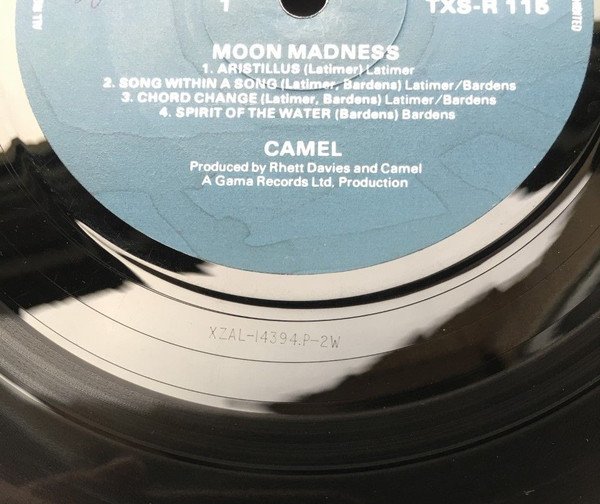 1
TXS-R 115
MOON MADNESS
1. ARISTILLUS (Latimer) Latimer
2. SONG WITHIN A SONG (Latimer, Bardens) Latimer/Bardens
3. CHORD CHANGE (Latimer, Bardens) Latimer/Bardens
4. SPIRIT OF THE WATER (Bardens) Bardens
CAMEL
Produced by Rhett Davies and Camel
A Gama Records Ltd. Production
XZAL-14394.P-2W